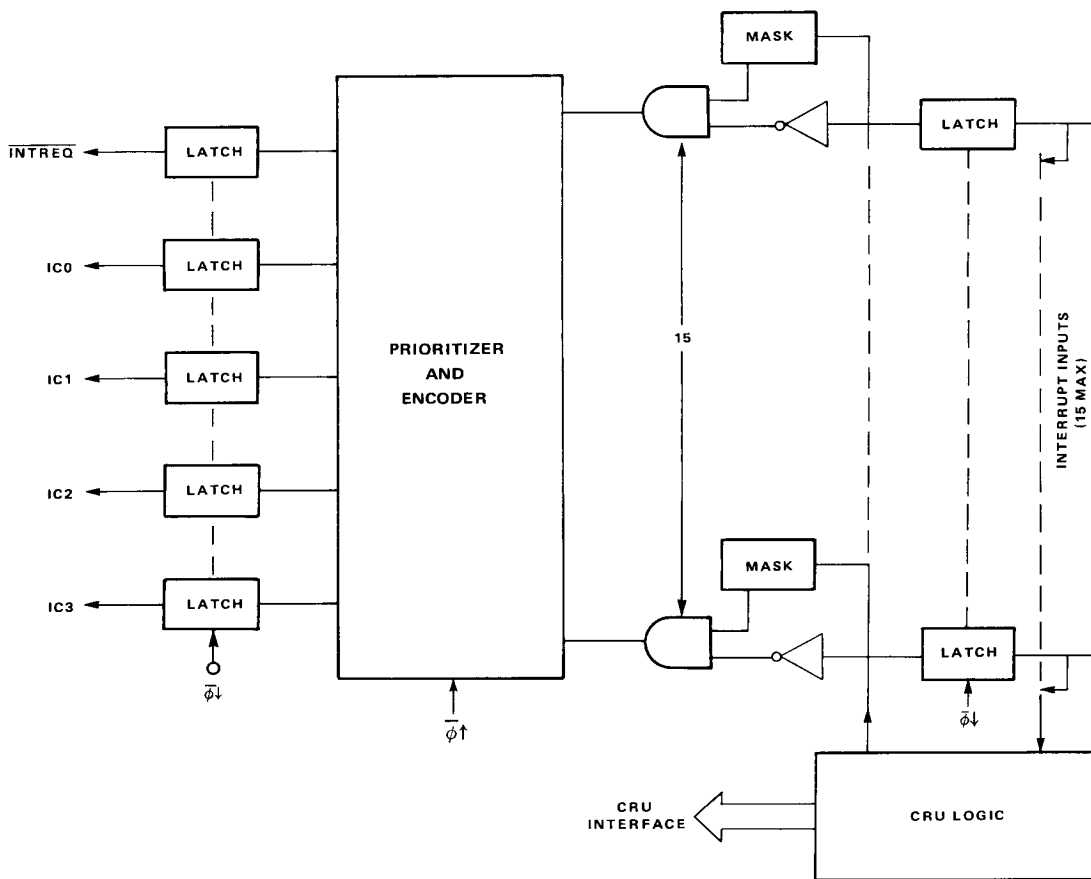 MASK
LATCH
INTREQ
LATCH
IC0
LATCH
15
INTERRUPT INPUTS
(15 MAX)
PRIORITIZER
AND
ENCODER
IC1
LATCH
IC2
LATCH
MASK
IC3
LATCH
LATCH
φ̅↓
φ̅↑
φ̅↓
CRU
INTERFACE
CRU LOGIC